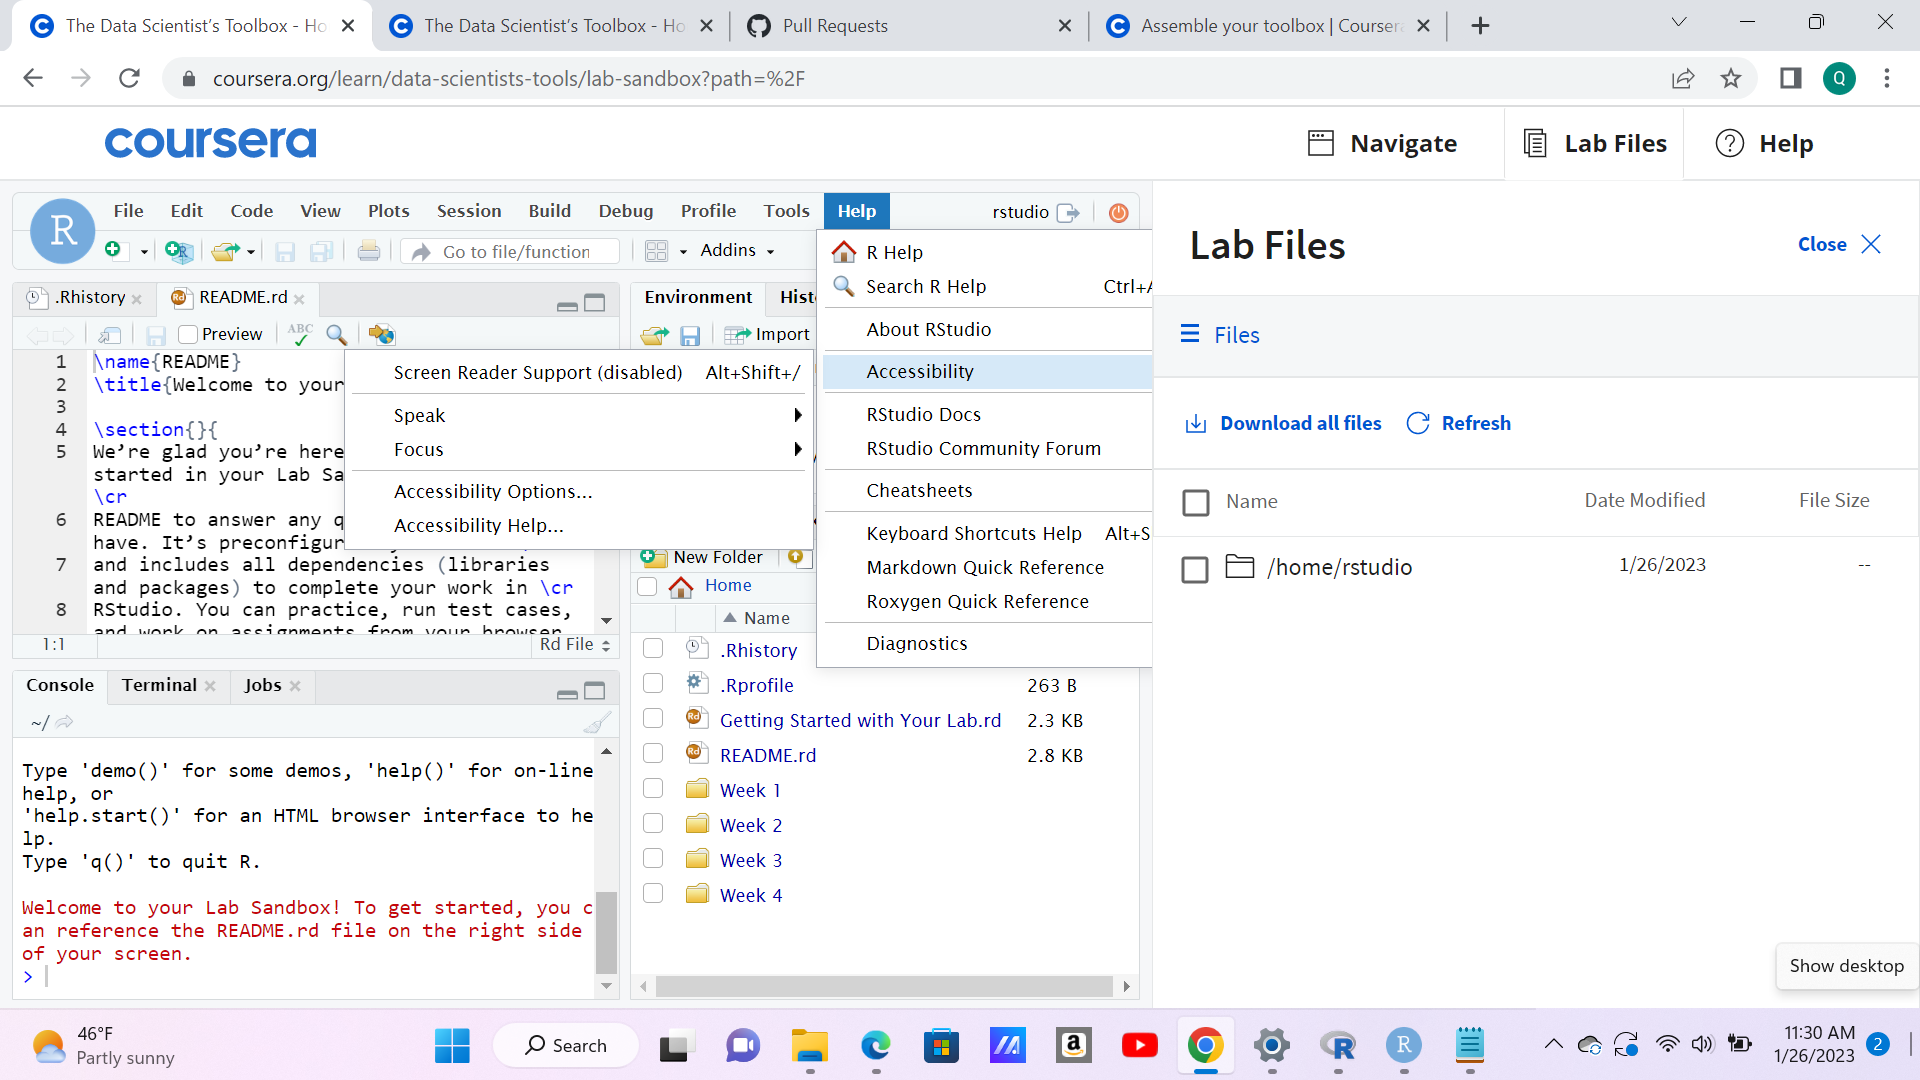 The Data Scientist's Toolbox - Ho
The Data Scientist's Toolbox - Ho
Pull Requests
Assemble your toolbox | Coursera
coursera.org/learn/data-scientists-tools/lab-sandbox?path=%2F
Q
coursera
Navigate
Lab Files
Help
R
File Edit Code View Plots Session Build Debug Profile Tools Help
rstudio
Go to file/function
Addins
.Rhistory
README.rd
Preview
ABC
1 \name{README}
2 \title{Welcome to your
3
4 \section{}{
5 We’re glad you’re here
started in your Lab Sa
\cr
6 README to answer any q
have. It’s preconfigur
7 and includes all dependencies (libraries
and packages) to complete your work in \cr
8 RStudio. You can practice, run test cases,
and work on assignments from your browser
1:1
Rd File
Screen Reader Support (disabled) Alt+Shift+/
Speak
Focus
Accessibility Options...
Accessibility Help...
Environment
Hist
Import
R Help
Search R Help Ctrl+A
About RStudio
Accessibility
RStudio Docs
RStudio Community Forum
Cheatsheets
Keyboard Shortcuts Help Alt+S
Markdown Quick Reference
Roxygen Quick Reference
Diagnostics
New Folder
Home
Name
.Rhistory
.Rprofile 263 B
Getting Started with Your Lab.rd 2.3 KB
README.rd 2.8 KB
Week 1
Week 2
Week 3
Week 4
Console
Terminal
Jobs
~/
Type 'demo()' for some demos, 'help()' for on-line
help, or
'help.start()' for an HTML browser interface to he
lp.
Type 'q()' to quit R.
Welcome to your Lab Sandbox! To get started, you c
an reference the README.rd file on the right side
of your screen.
>
Lab Files
Close
Files
Download all files
Refresh
Name
Date Modified
File Size
/home/rstudio
1/26/2023
--
Show desktop
46°F
Partly sunny
Search
a
R
R
11:30 AM
1/26/2023
2